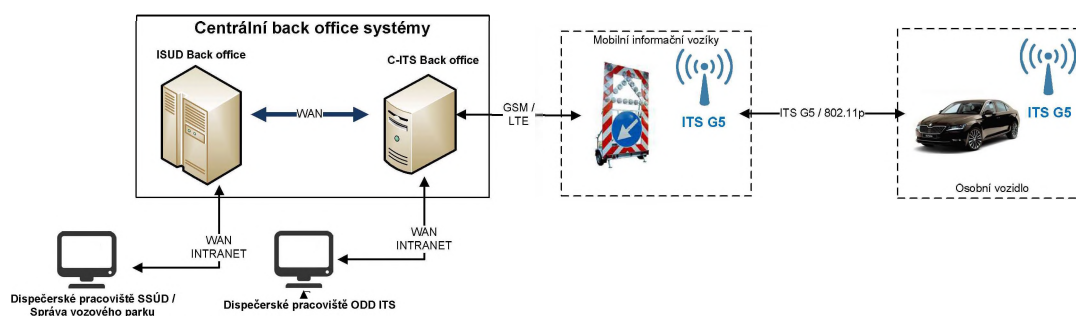 Centrální back office systémy
ISUD Back office
C-ITS Back office
WAN
GSM /
LTE
Mobilní informační vozíky
ITS G5
ITS G5 / 802.11p
ITS G5
Osobní vozidlo
WAN
INTRANET
WAN
INTRANET
Dispečerské pracoviště SSÚD /
Správa vozového parku
Dispečerské pracoviště ODD ITS